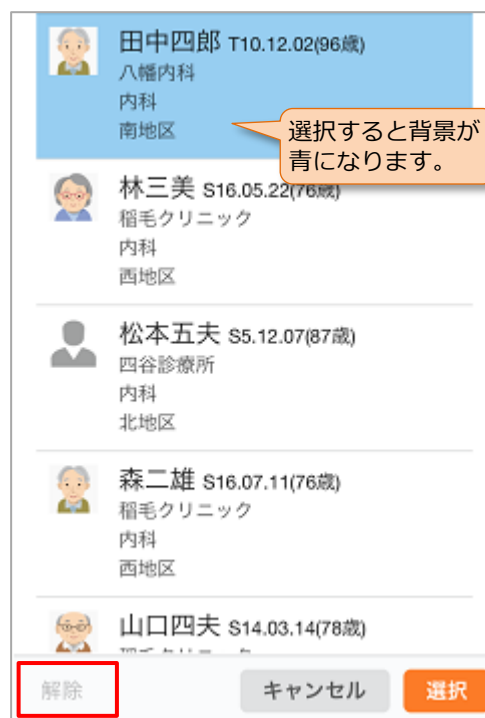 田中四郎 T10.12.02(96歳)
八幡内科
内科
南地区
選択すると背景が
青になります。
林三美 S16.05.22(76歳)
稲毛クリニック
内科
西地区
松本五夫 S5.12.07(87歳)
四谷診療所
内科
北地区
森二雄 S16.07.11(76歳)
稲毛クリニック
内科
西地区
山口四夫 S14.03.14(78歳)
解除
キャンセル
選択